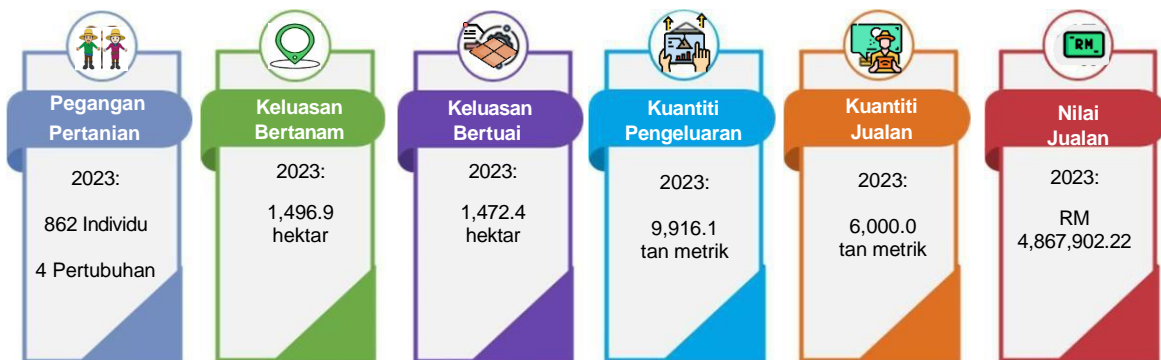 Pegangan
Pertanian
2023:
862 Individu
4 Pertubuhan
Keluasan
Bertanam
2023:
1,496.9
hektar
Keluasan
Bertuai
2023:
1,472.4
hektar
Kuantiti
Pengeluaran
2023:
9,916.1
tan metrik
Kuantiti
Jualan
2023:
6,000.0
tan metrik
RM
Nilai
Jualan
2023:
RM
4,867,902.22